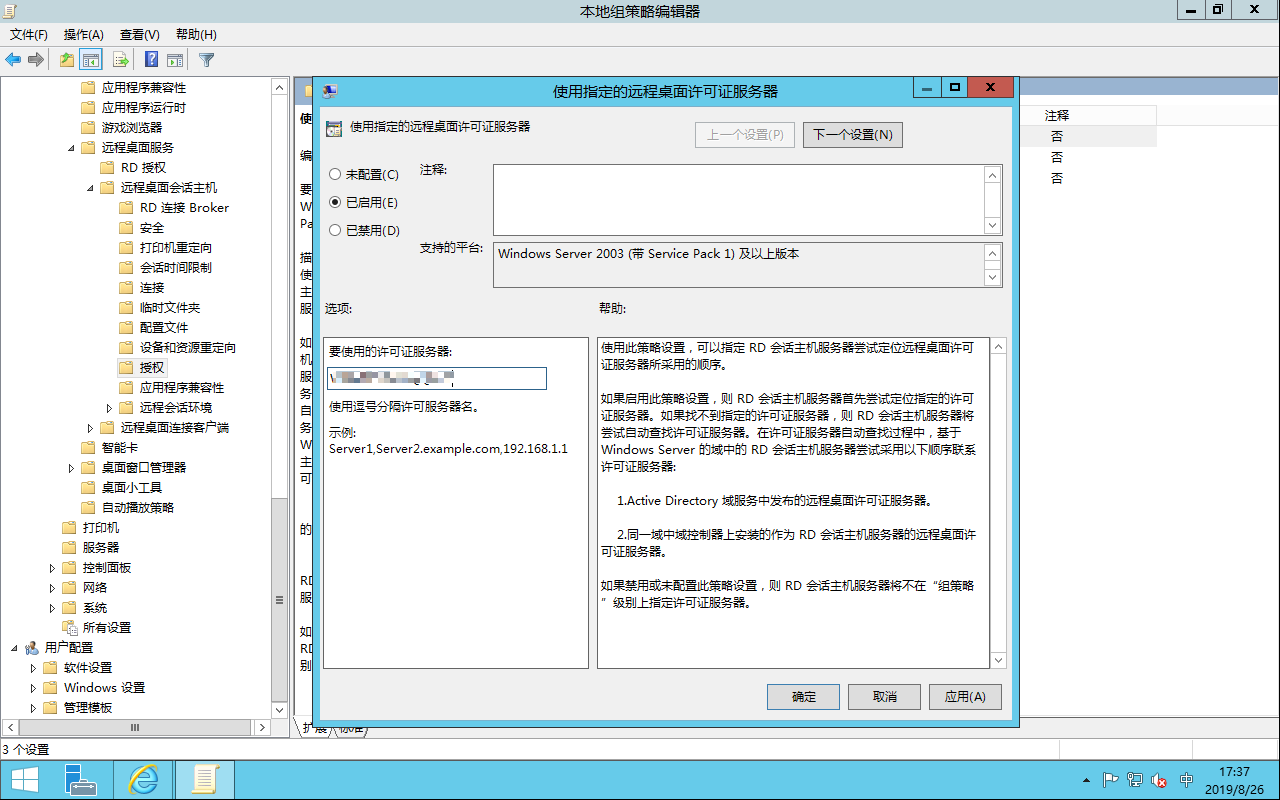 本地组策略编辑器
文件(F) 操作(A) 查看(V) 帮助(H)
应用程序兼容性
应用程序运行时
游戏浏览器
远程桌面服务
RD 授权
远程桌面会话主机
RD 连接 Broker
安全
打印机重定向
会话时间限制
连接
临时文件夹
配置文件
设备和资源重定向
授权
应用程序兼容性
远程会话环境
远程桌面连接客户端
智能卡
桌面窗口管理器
桌面小工具
自动播放策略
打印机
服务器
控制面板
网络
系统
所有设置
用户配置
软件设置
Windows 设置
管理模板
使用指定的远程桌面许可证服务器
使用指定的远程桌面许可证服务器
上一个设置(P)
下一个设置(N)
未配置(C)
已启用(E)
已禁用(D)
注释:
支持的平台:
Windows Server 2003 (带 Service Pack 1) 及以上版本
选项:
帮助:
要使用的许可证服务器:
使用逗号分隔许可服务器名。
示例:
Server1,Server2.example.com,192.168.1.1
使用此策略设置，可以指定 RD 会话主机服务器尝试定位远程桌面许可
证服务器所采用的顺序。
如果启用此策略设置，则 RD 会话主机服务器首先尝试定位指定的许可
证服务器。如果找不到指定的许可证服务器，则 RD 会话主机服务器将
尝试自动查找许可证服务器。在许可证服务器自动查找过程中，基于
Windows Server 的域中的 RD 会话主机服务器尝试采用以下顺序联系
许可证服务器:
1.Active Directory 域服务中发布的远程桌面许可证服务器。
2.同一域中域控制器上安装的作为 RD 会话主机服务器的远程桌面许
可证服务器。
如果禁用或未配置此策略设置，则 RD 会话主机服务器将不在“组策略
”级别上指定许可证服务器。
确定
取消
应用(A)
注释
否
否
否
使
编
要
W
Pa
描
使
主
服
如
机
服
务
自
务
W
主
可
的
RD
服
如
RD
别
扩展
标准
3 个设置
中
17:37
2019/8/26